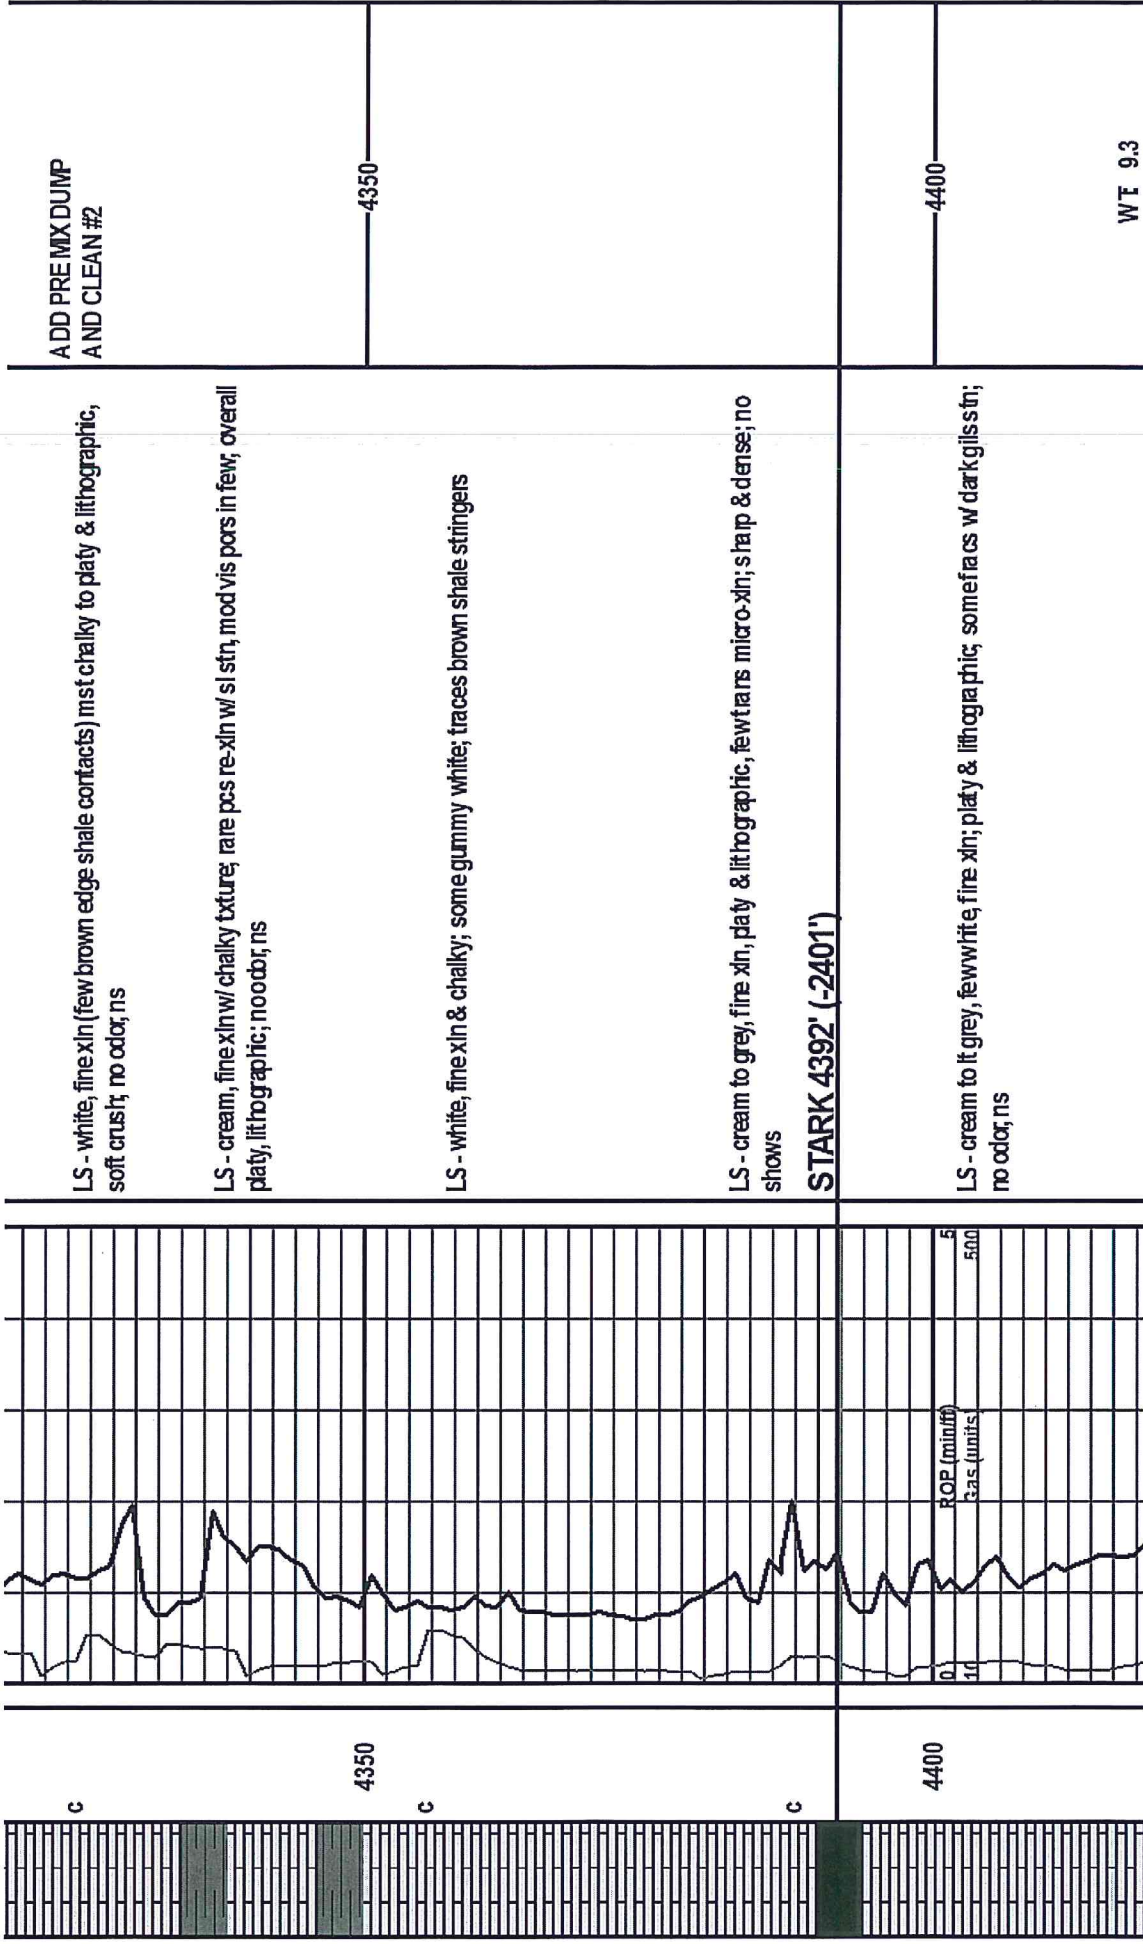 ADD PREMIX DUMP
AND CLEAN #2
4350
4400
WT 9.3
LS - white, fine xln (few brown edge shale contacts) mst chalky to platy & lithographic,
soft crush; no odor, ns
LS - cream, fine xln w/ chalky txture; rare pcs re-xln w/ sl stn, mod vis pors in few; overall
platy, lithographic; no odor, ns
LS - white, fine xln & chalky; some gummy white; traces brown shale stringers
LS - cream to grey, fine xln, platy & lithographic, few trans micro-xln; sharp & dense; no
shows
STARK 4392' (-2401')
LS - cream to lt grey, few white, fine xln; platy & lithographic; some fracs w/ dark gilss stn;
no odor, ns
0 ROP (min/ft) 5
10 Gas (units) 500
c
4350
c
c
4400